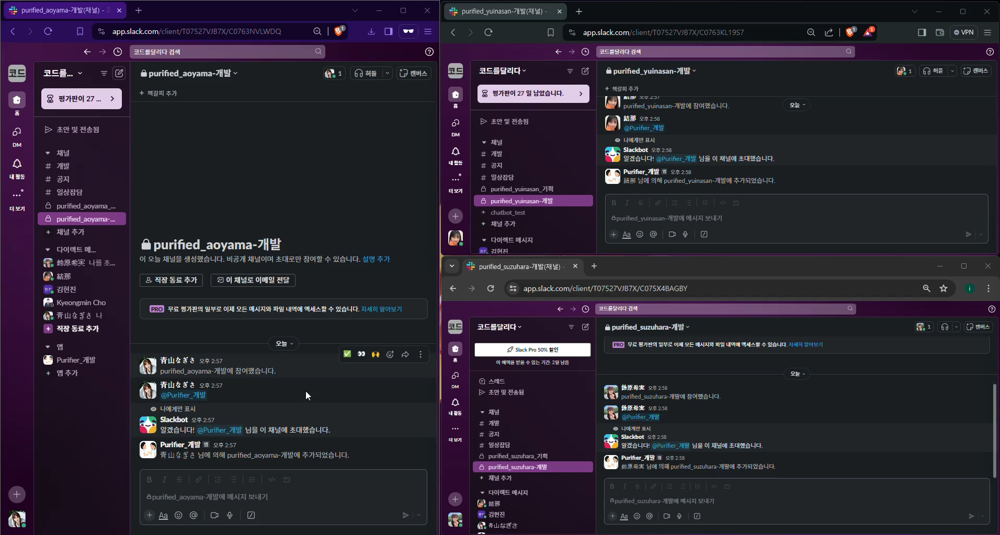 purified_aoyama-개발(채널) -
app.slack.com/client/T07527VJB7X/C0763NVLWDQ
1
코드를달리다 검색
코드
홈
DM
내 활동
더 보기
코드를...
평가판이 27 ...
초안 및 전송됨
채널
# 개발
# 공지
# 일상잡담
purified_aoyama_...
purified_aoyama-...
+ 채널 추가
다이렉트 메...
鈴原希実 나를 초...
結那
김현진
Kyeongmin Cho
青山なぎさ 나
+ 직장 동료 추가
앱
Purifier_개발
+ 앱 추가
purified_aoyama-개발
1
허들
캔버스
+ 책갈피 추가
purified_aoyama-개발
이 오늘 채널을 생성했습니다. 비공개 채널이며 초대로만 참여할 수 있습니다. 설명 추가
직장 동료 추가
이 채널로 이메일 전달
PRO 무료 평가판의 일부로 이제 모든 메시지와 파일 내역에 액세스할 수 있습니다. 자세히 알아보기
오늘
青山なぎさ 오후 2:57
purified_aoyama-개발에 참여했습니다.
青山なぎさ 오후 2:57
@Purifier_개발
나에게만 표시
Slackbot 오후 2:57
알겠습니다! @Purifier_개발 님을 이 채널에 초대했습니다.
Purifier_개발 앱 오후 2:57
青山なぎさ 님에 의해 purified_aoyama-개발에 추가되었습니다.
B I S
purified_aoyama-개발에 메시지 보내기
+ Aa @
purified_yuinasan-개발(채널) -
app.slack.com/client/T07527VJB7X/C0763KL19S7
1
1
VPN
코드를달리다 검색
코드
홈
DM
내 활동
더 보기
코드를달리다
평가판이 27 일 남았습니다.
초안 및 전송됨
채널
# 개발
# 공지
# 일상잡담
purified_yuinasan_기획
purified_yuinasan-개발
+ chatbot_test
+ 채널 추가
다이렉트 메시지
김현진
purified_yuinasan-개발
1
허들
캔버스
+ 책갈피 추가
오늘
結那 오후 2:57
purified_yuinasan-개발에 참여했습니다.
結那 오후 2:58
@Purifier_개발
나에게만 표시
Slackbot 오후 2:58
알겠습니다! @Purifier_개발 님을 이 채널에 초대했습니다.
Purifier_개발 앱 오후 2:58
結那 님에 의해 purified_yuinasan-개발에 추가되었습니다.
B I S
purified_yuinasan-개발에 메시지 보내기
+ Aa @
purified_suzuhara-개발(채널) -
app.slack.com/client/T07527VJB7X/C075X4BAGBY
i
코드를달리다 검색
코드
홈
DM
내 활동
더 보기
코드를달리다
Slack Pro 50% 할인
이 혜택을 받을 수 있는 기간: 2일 남음
스레드
초안 및 전송됨
채널
# 개발
# 공지
# 일상잡담
purified_suzuhara_기획
purified_suzuhara-개발
+ 채널 추가
다이렉트 메시지
結那
김현진
青山なぎさ
purified_suzuhara-개발
1
캔버스
PRO 무료 평가판의 일부로 이제 모든 메시지와 파일 내역에 액세스할 수 있습니다. 자세히 알아보기
오늘
鈴原希実 오후 2:58
purified_suzuhara-개발에 참여했습니다.
鈴原希実 오후 2:58
@Purifier_개발
나에게만 표시
Slackbot 오후 2:58
알겠습니다! @Purifier_개발 님을 이 채널에 초대했습니다.
Purifier_개발 앱 오후 2:58
鈴原希実 님에 의해 purified_suzuhara-개발에 추가되었습니다.
B I S
purified_suzuhara-개발에 메시지 보내기
+ Aa @